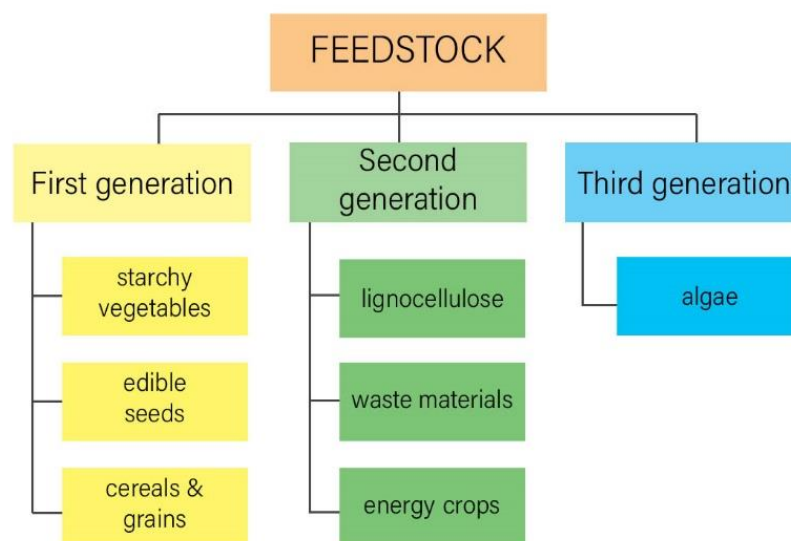 FEEDSTOCK
First generation
starchy
vegetables
edible
seeds
cereals &
grains
Second
generation
lignocellulose
waste materials
energy crops
Third generation
algae